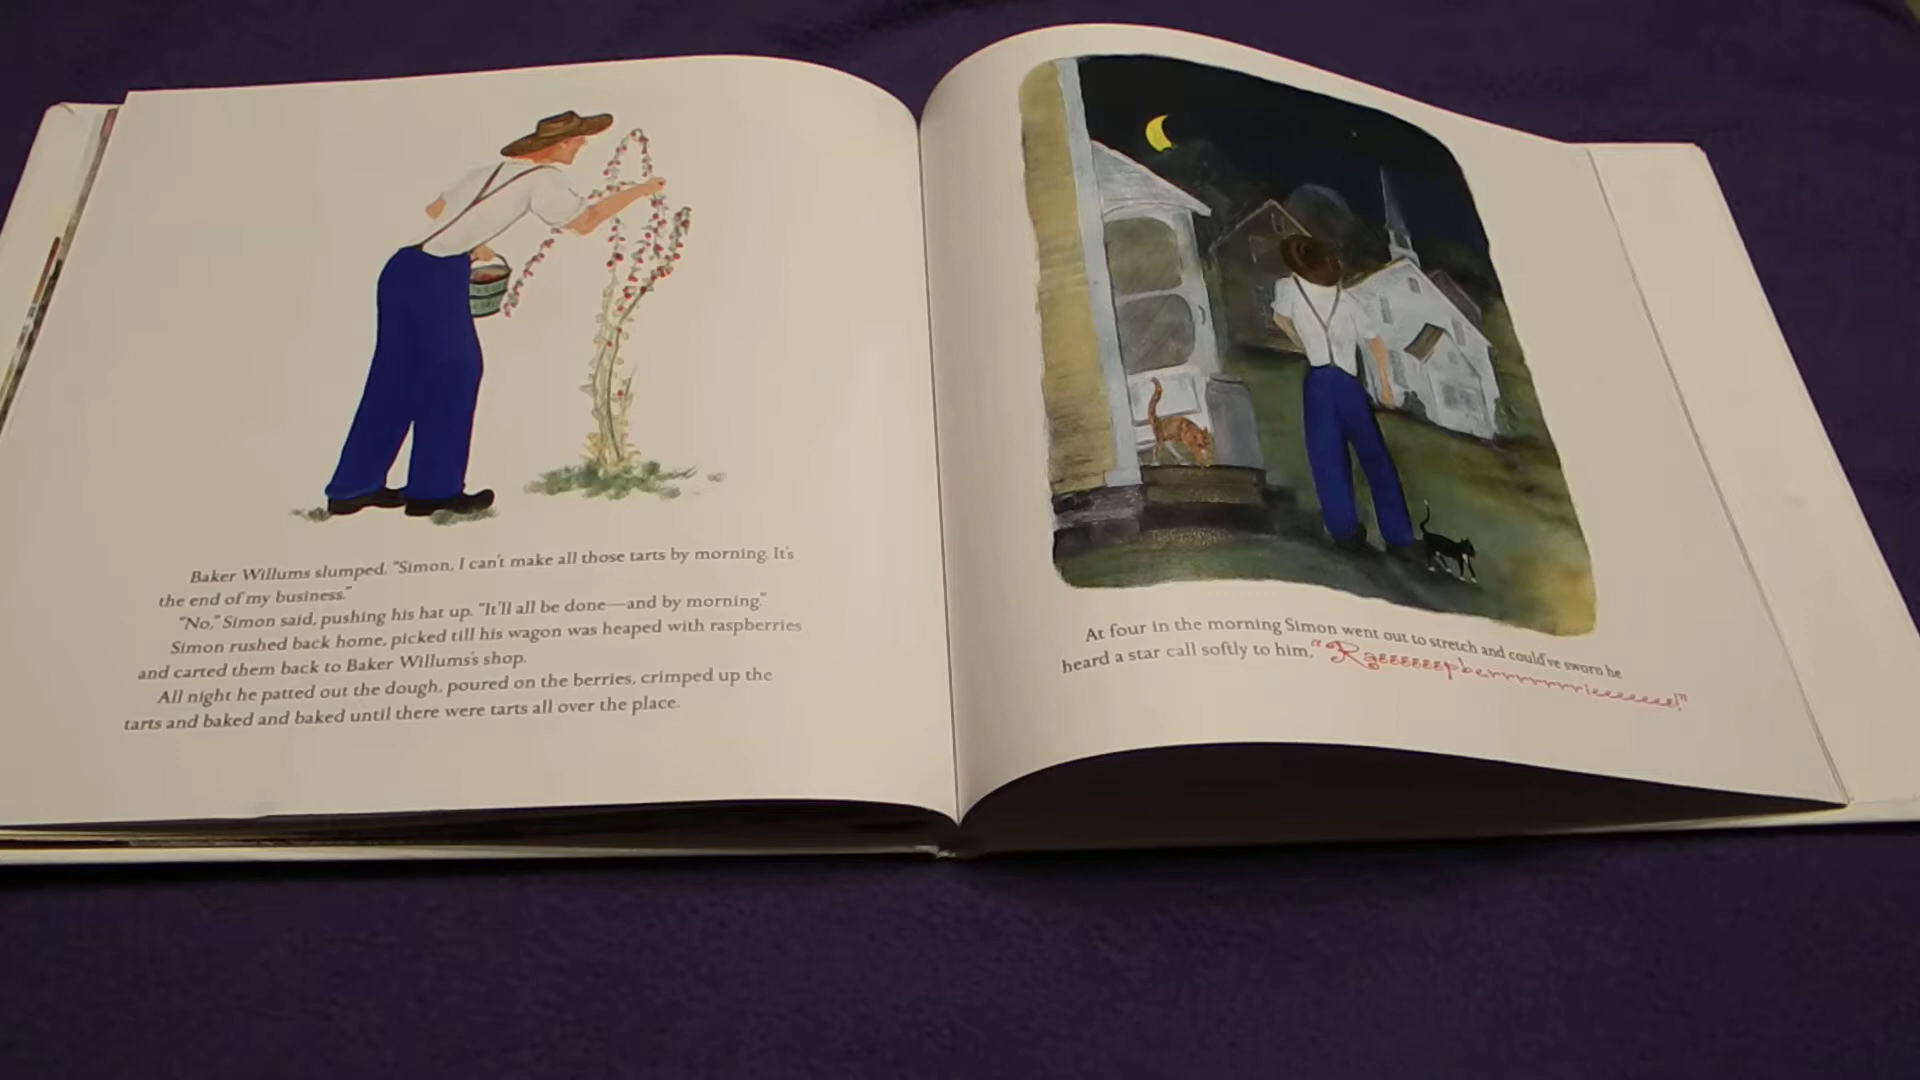 Baker Willums slumped. "Simon, I can't make all those tarts by morning. It's
the end of my business."
"No," Simon said, pushing his hat up. "It'll all be done—and by morning."
Simon rushed back home, picked till his wagon was heaped with raspberries
and carted them back to Baker Willums's shop.
All night he patted out the dough, poured on the berries, crimped up the
tarts and baked and baked until there were tarts all over the place.
At four in the morning Simon went out to stretch and could've sworn he
heard a star call softly to him, "Rasssssspberrrrrrrrieeeeeees!"